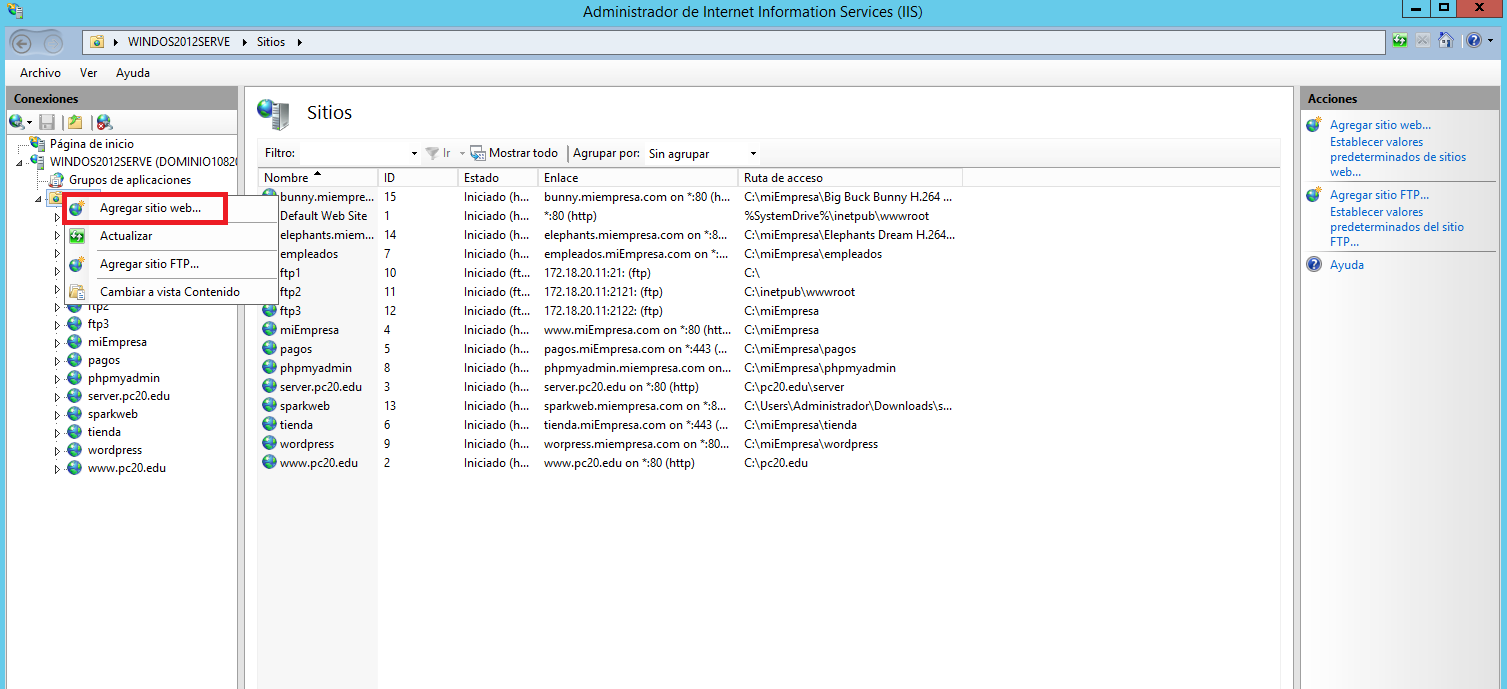 Administrador de Internet Information Services (IIS)
WINDOS2012SERVE Sitios
Archivo Ver Ayuda
Conexiones
Página de inicio
WINDOS2012SERVE (DOMINIO10820
Grupos de aplicaciones
Agregar sitio web...
Actualizar
Agregar sitio FTP...
Cambiar a vista Contenido
ftp2
ftp3
miEmpresa
pagos
phpmyadmin
server.pc20.edu
sparkweb
tienda
wordpress
www.pc20.edu
Sitios
Filtro: Ir Mostrar todo Agrupar por: Sin agrupar
Nombre ID Estado Enlace Ruta de acceso
bunny.miempre... 15 Iniciado (h... bunny.miempresa.com on *:80 (h... C:\miEmpresa\Big Buck Bunny H.264 ...
Default Web Site 1 Iniciado (h... *:80 (http) %SystemDrive%\inetpub\wwwroot
elephants.miem... 14 Iniciado (h... elephants.miempresa.com on *:8... C:\miEmpresa\Elephants Dream H.264...
empleados 7 Iniciado (h... empleados.miEmpresa.com on *:... C:\miEmpresa\empleados
ftp1 10 Iniciado (ft... 172.18.20.11:21: (ftp) C:\
ftp2 11 Iniciado (ft... 172.18.20.11:2121: (ftp) C:\inetpub\wwwroot
ftp3 12 Iniciado (ft... 172.18.20.11:2122: (ftp) C:\miEmpresa
miEmpresa 4 Iniciado (h... www.miEmpresa.com on *:80 (htt... C:\miEmpresa
pagos 5 Iniciado (h... pagos.miEmpresa.com on *:443 (... C:\miEmpresa\pagos
phpmyadmin 8 Iniciado (h... phpmyadmin.miEmpresa.com on... C:\miEmpresa\phpmyadmin
server.pc20.edu 3 Iniciado (h... server.pc20.edu on *:80 (http) C:\pc20.edu\server
sparkweb 13 Iniciado (h... sparkweb.miempresa.com on *:8... C:\Users\Administrador\Downloads\s...
tienda 6 Iniciado (h... tienda.miEmpresa.com on *:443 (... C:\miEmpresa\tienda
wordpress 9 Iniciado (h... worpress.miempresa.com on *:80... C:\miEmpresa\wordpress
www.pc20.edu 2 Iniciado (h... www.pc20.edu on *:80 (http) C:\pc20.edu
Acciones
Agregar sitio web...
Establecer valores
predeterminados de sitios
web...
Agregar sitio FTP...
Establecer valores
predeterminados del sitio
FTP...
Ayuda